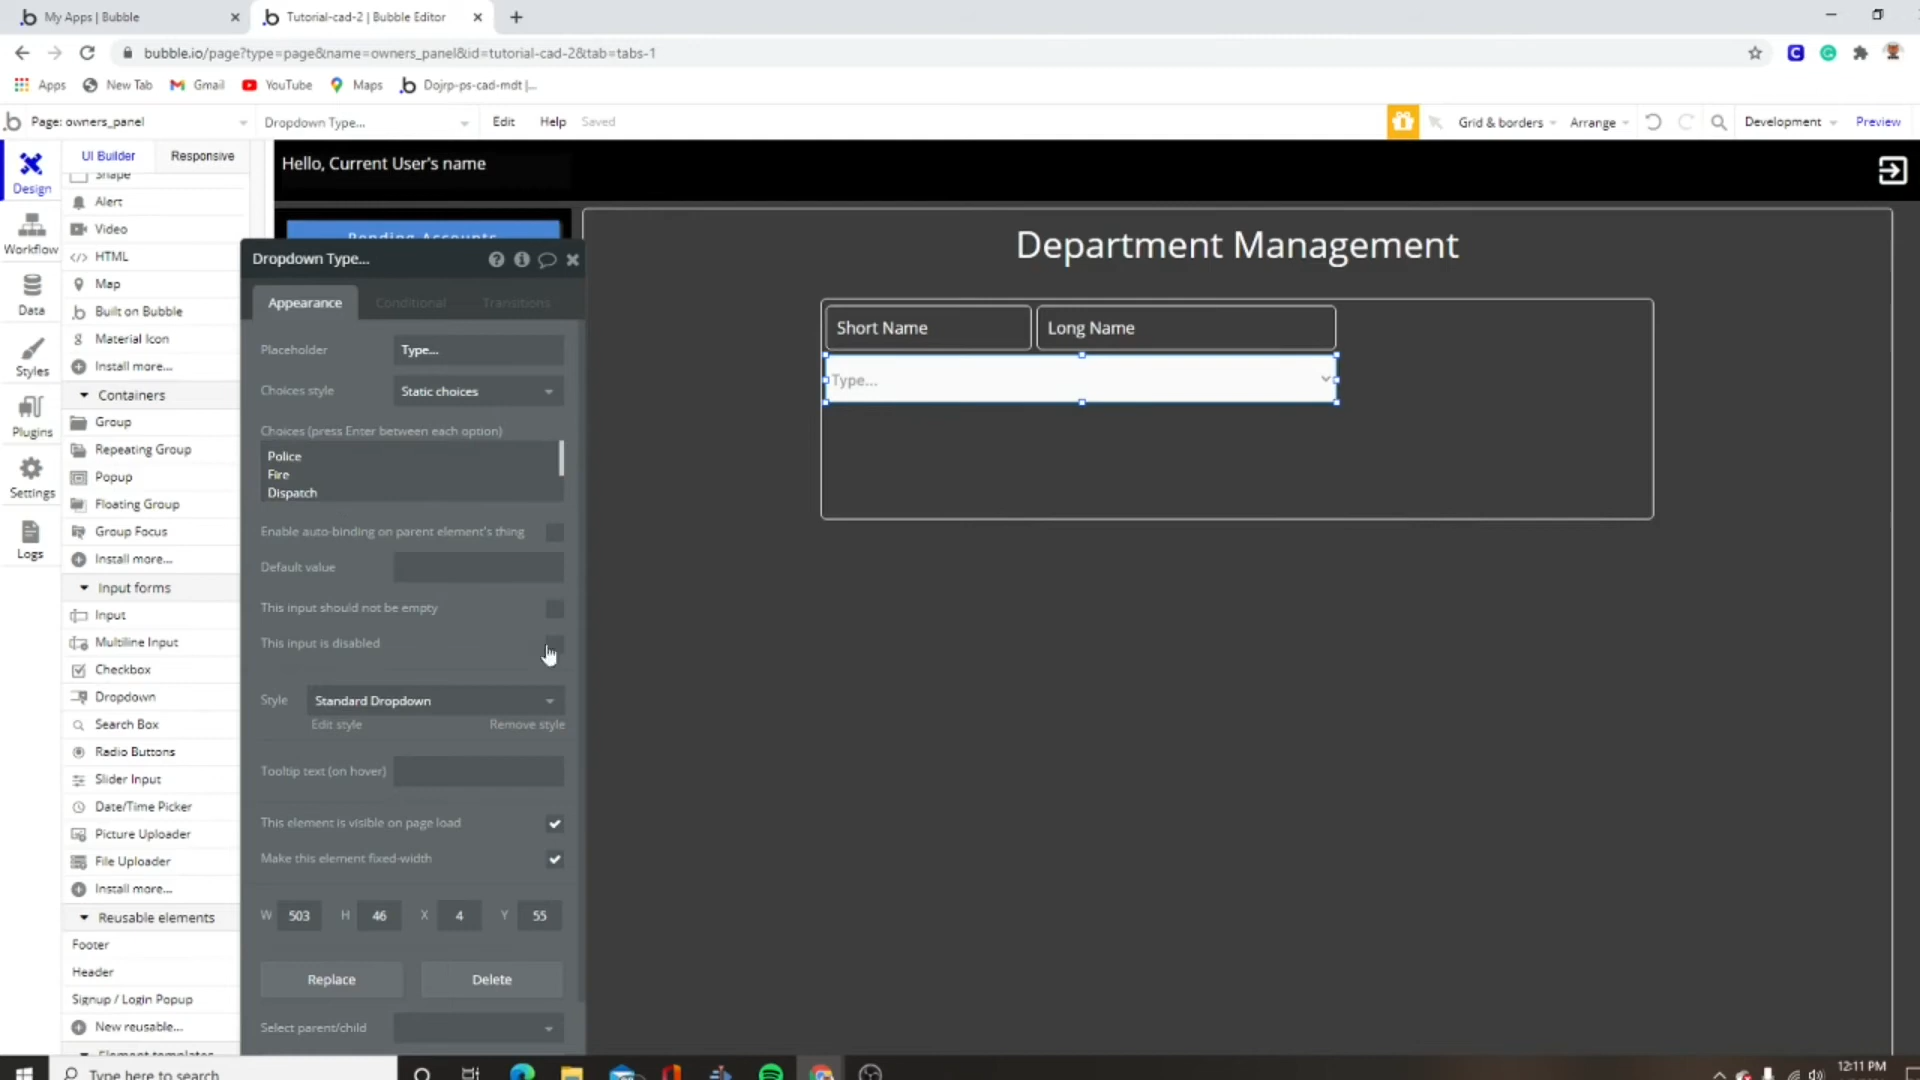 My Apps | Bubble
Tutorial-cad-2 | Bubble Editor
bubble.io/page?type=page&name=owners_panel&id=tutorial-cad-2&tab=tabs-1
Apps
New Tab
Gmail
YouTube
Maps
Dojrp-ps-cad-mdt |...
Page: owners_panel
Dropdown Type...
Edit
Help
Saved
Grid & borders
Arrange
Development
Preview
UI Builder
Responsive
Design
Workflow
Data
Styles
Plugins
Settings
Logs
Shape
Alert
Video
HTML
Map
Built on Bubble
Material Icon
Install more...
Containers
Group
Repeating Group
Popup
Floating Group
Group Focus
Install more...
Input forms
Input
Multiline Input
Checkbox
Dropdown
Search Box
Radio Buttons
Slider Input
Date/Time Picker
Picture Uploader
File Uploader
Install more...
Reusable elements
Footer
Header
Signup / Login Popup
New reusable...
Element templates
Hello, Current User's name
Pending Accounts
Dropdown Type...
Appearance
Conditional
Transitions
Placeholder
Type...
Choices style
Static choices
Choices (press Enter between each option)
Police
Fire
Dispatch
Enable auto-binding on parent element's thing
Default value
This input should not be empty
This input is disabled
Style
Standard Dropdown
Edit style
Remove style
Tooltip text (on hover)
This element is visible on page load
Make this element fixed-width
W 503 H 46 X 4 Y 55
Replace
Delete
Select parent/child
Department Management
Short Name
Long Name
Type...
Type here to search
12:11 PM